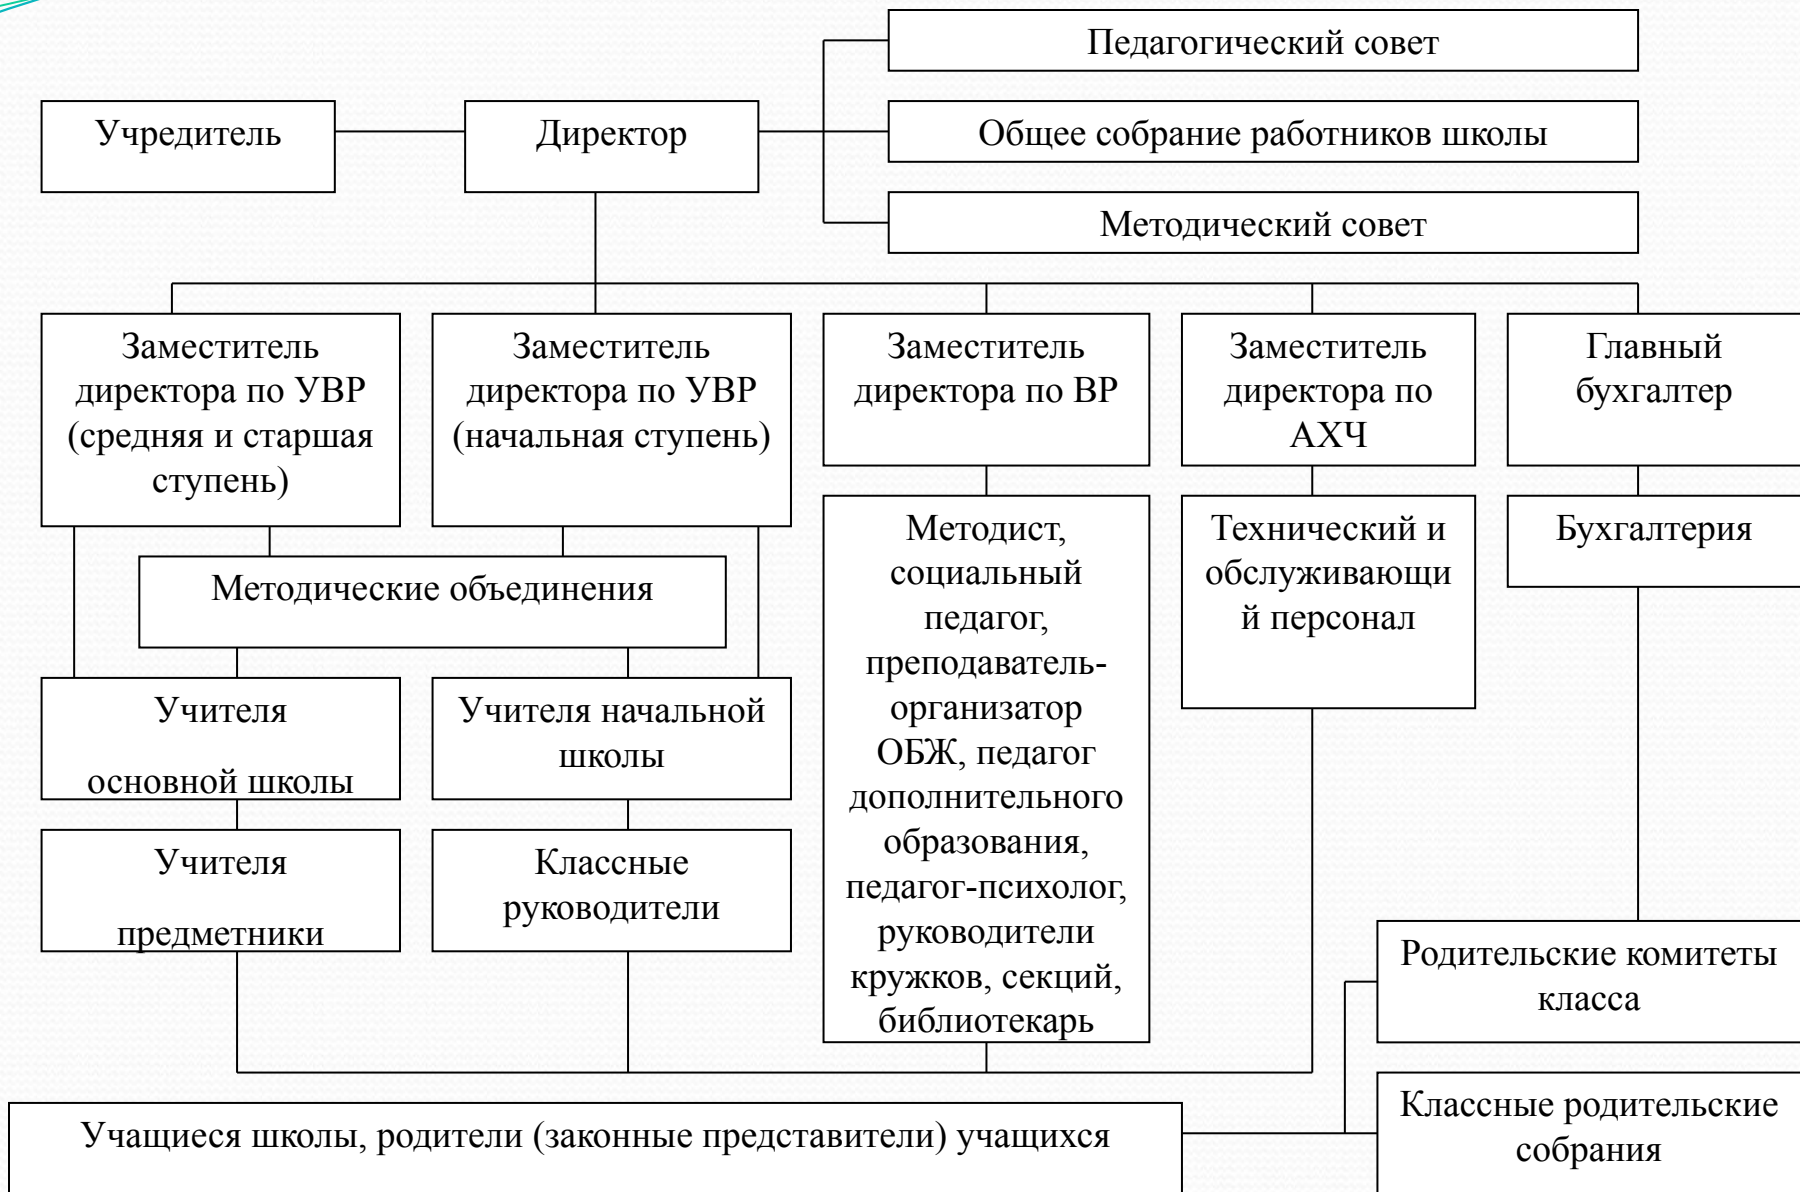 Педагогический совет
Учредитель
Директор
Общее собрание работников школы
Методический совет
Заместитель
директора по УВР
(средняя и старшая
ступень)
Заместитель
директора по УВР
(начальная ступень)
Заместитель
директора по ВР
Заместитель
директора по
АХЧ
Главный
бухгалтер
Методические объединения
Учителя
основной школы
Учителя начальной
школы
Учителя
предметники
Классные
руководители
Методист,
социальный
педагог,
преподаватель-
организатор
ОБЖ, педагог
дополнительного
образования,
педагог-психолог,
руководители
кружков, секций,
библиотекарь
Технический и
обслуживающи
й персонал
Бухгалтерия
Родительские комитеты
класса
Классные родительские
собрания
Учащиеся школы, родители (законные представители) учащихся